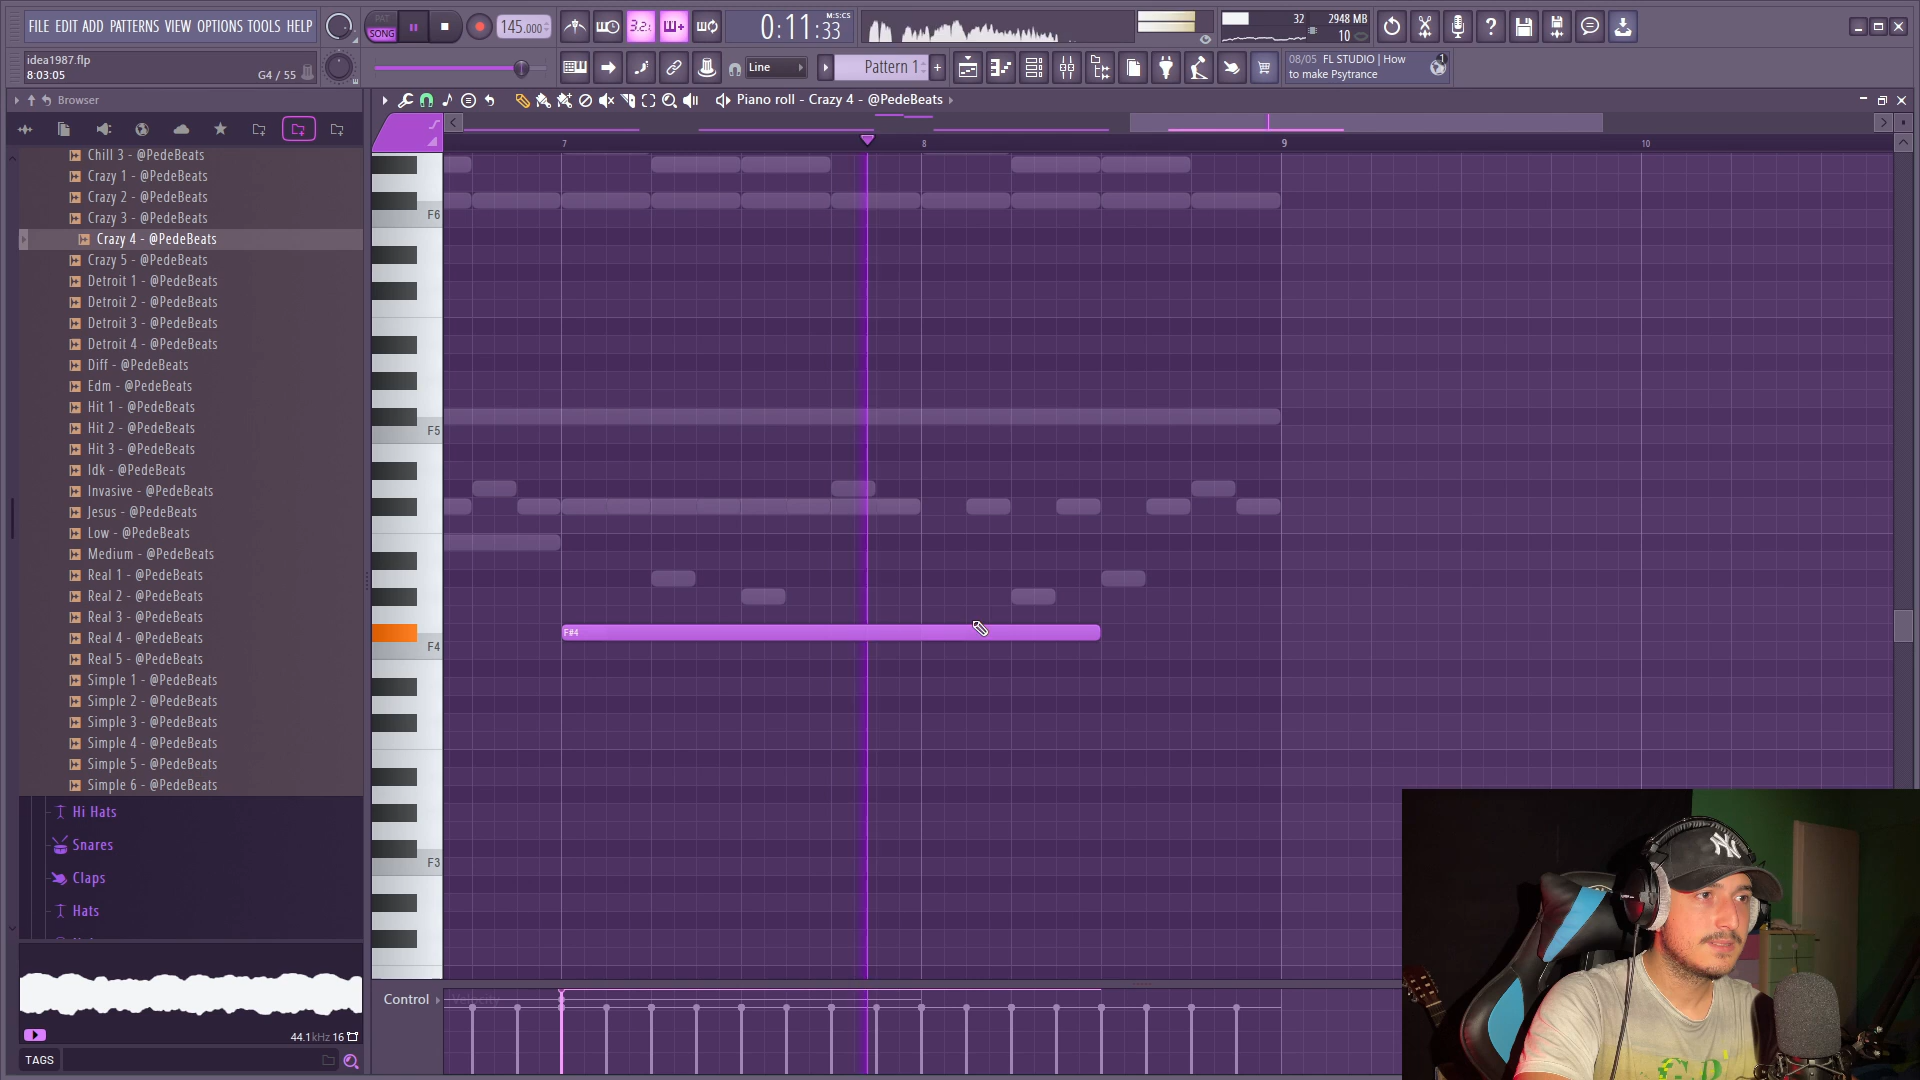 FILE EDIT ADD PATTERNS VIEW OPTIONS TOOLS HELP
PAT
SONG
3.2.
145.000
0:11:33
M:S:CS
32
2948 MB
10
idea1987.flp
8:03:05
G4 / 55
Line
Pattern 1
+
08/05 FL STUDIO | How
to make Psytrance
1
Browser
Piano roll - Crazy 4 - @PedeBeats
7
8
9
10
Chill 3 - @PedeBeats
Crazy 1 - @PedeBeats
Crazy 2 - @PedeBeats
Crazy 3 - @PedeBeats
Crazy 4 - @PedeBeats
Crazy 5 - @PedeBeats
Detroit 1 - @PedeBeats
Detroit 2 - @PedeBeats
Detroit 3 - @PedeBeats
Detroit 4 - @PedeBeats
Diff - @PedeBeats
Edm - @PedeBeats
Hit 1 - @PedeBeats
Hit 2 - @PedeBeats
Hit 3 - @PedeBeats
Idk - @PedeBeats
Invasive - @PedeBeats
Jesus - @PedeBeats
Low - @PedeBeats
Medium - @PedeBeats
Real 1 - @PedeBeats
Real 2 - @PedeBeats
Real 3 - @PedeBeats
Real 4 - @PedeBeats
Real 5 - @PedeBeats
Simple 1 - @PedeBeats
Simple 2 - @PedeBeats
Simple 3 - @PedeBeats
Simple 4 - @PedeBeats
Simple 5 - @PedeBeats
Simple 6 - @PedeBeats
Hi Hats
Snares
Claps
Hats
F6
F5
F#4
F4
F3
Control
Velocity
44.1kHz 16
TAGS
NY